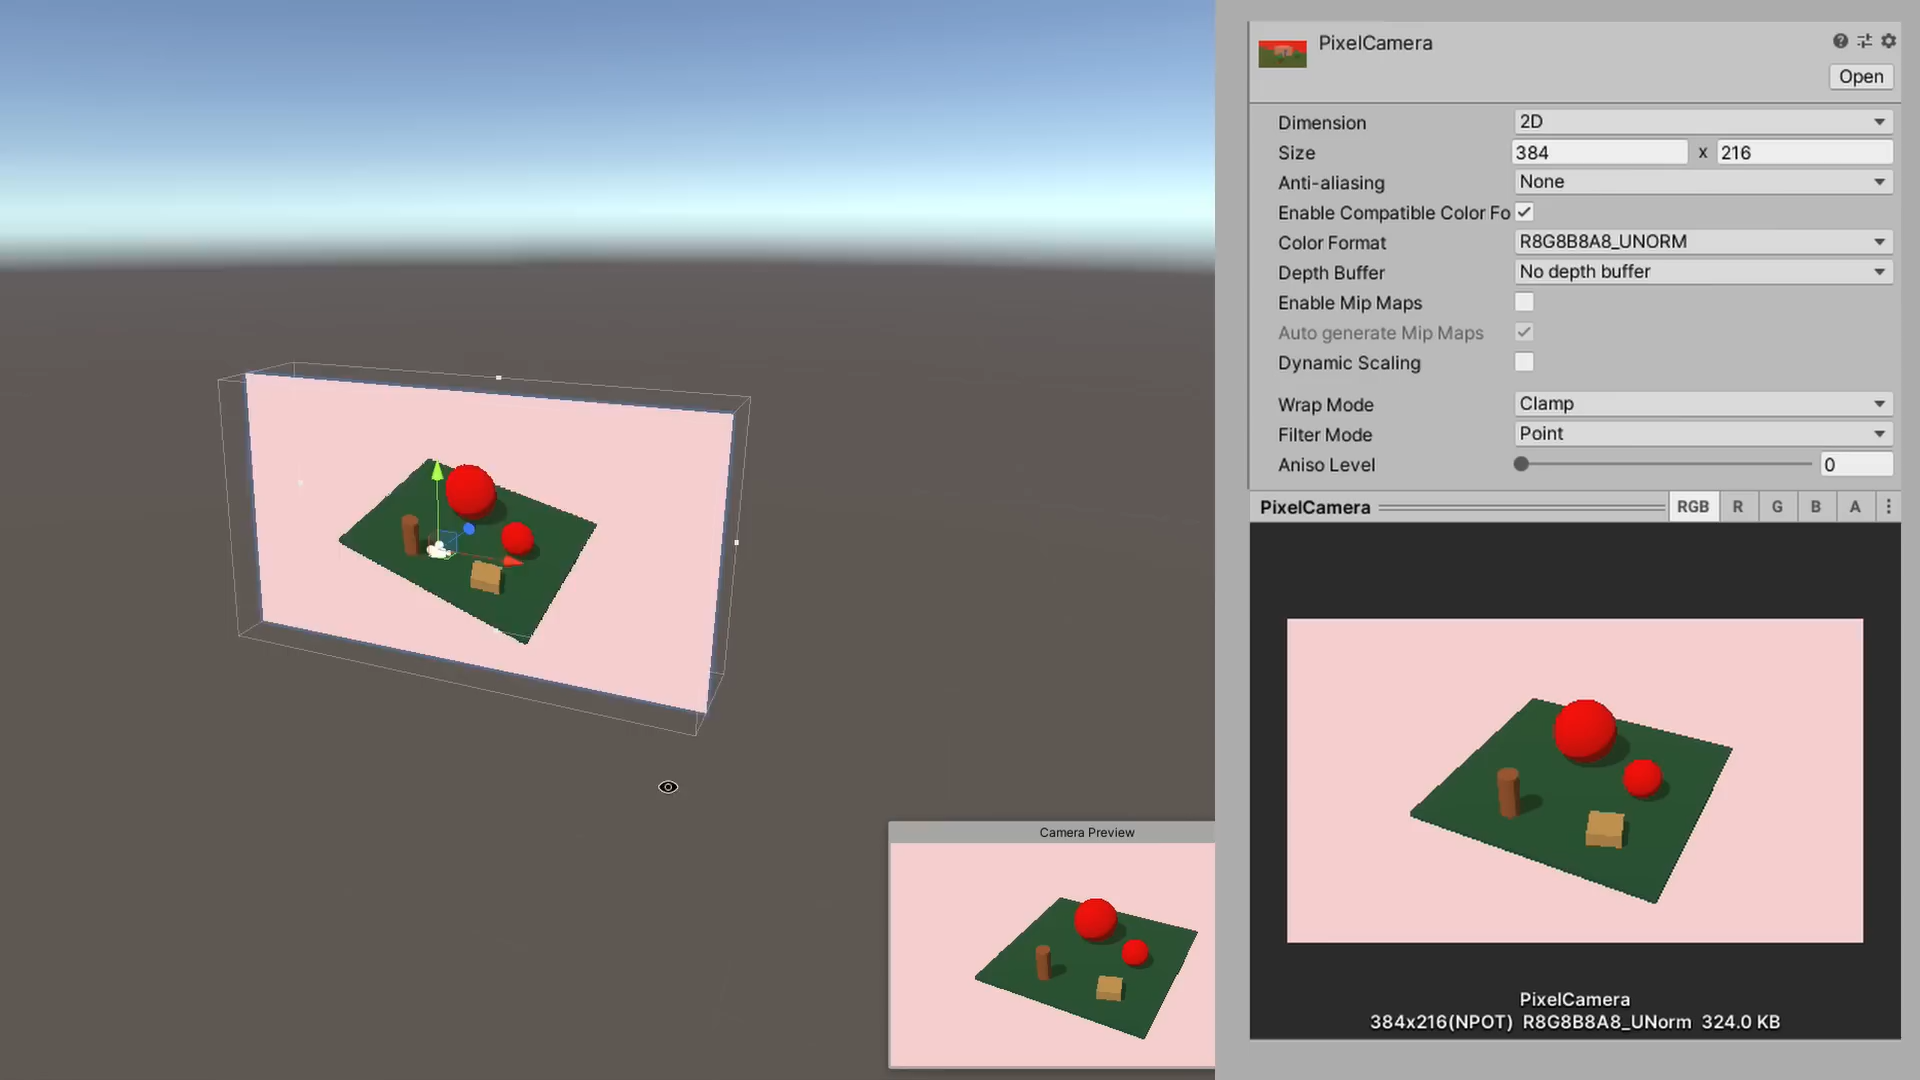 PixelCamera
Open
Dimension 2D
Size 384 x 216
Anti-aliasing None
Enable Compatible Color Fo
Color Format R8G8B8A8_UNORM
Depth Buffer No depth buffer
Enable Mip Maps
Auto generate Mip Maps
Dynamic Scaling
Wrap Mode Clamp
Filter Mode Point
Aniso Level 0
PixelCamera RGB R G B A
Camera Preview
PixelCamera
384x216(NPOT) R8G8B8A8_UNorm 324.0 KB